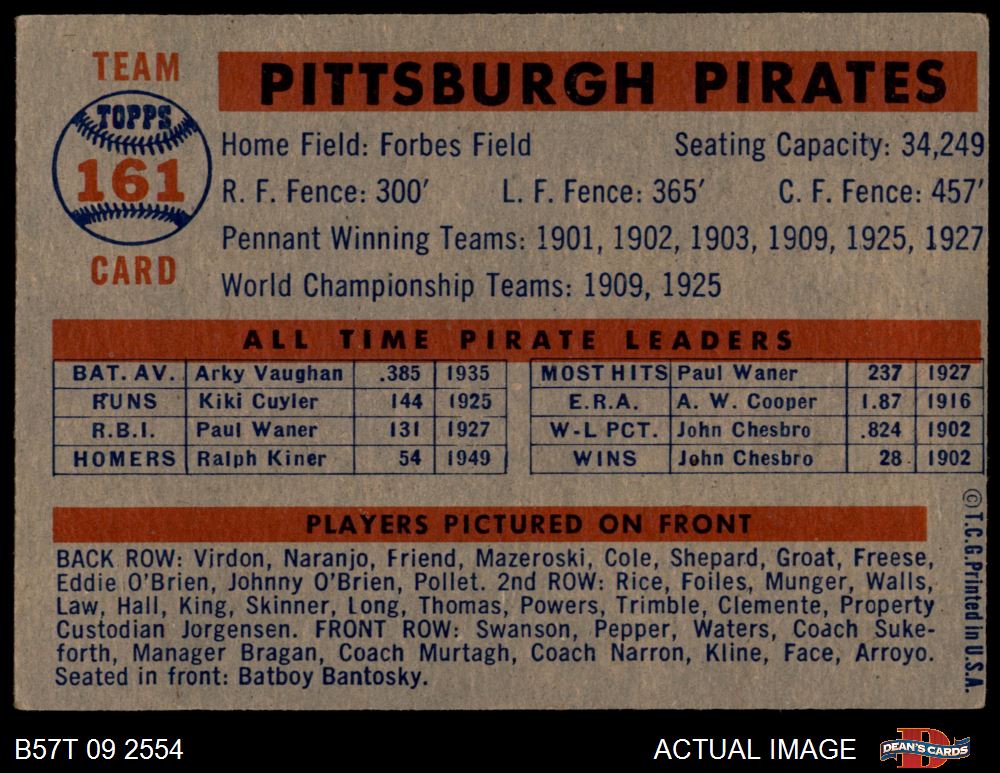 TEAM
TOPPS
161
CARD
PITTSBURGH PIRATES
Home Field: Forbes Field Seating Capacity: 34,249
R. F. Fence: 300′ L. F. Fence: 365′ C. F. Fence: 457′
Pennant Winning Teams: 1901, 1902, 1903, 1909, 1925, 1927
World Championship Teams: 1909, 1925
ALL TIME PIRATE LEADERS
BAT. AV. Arky Vaughan .385 1935 MOST HITS Paul Waner 237 1927
RUNS Kiki Cuyler 144 1925 E.R.A. A. W. Cooper 1.87 1916
R.B.I. Paul Waner 131 1927 W-L PCT. John Chesbro .824 1902
HOMERS Ralph Kiner 54 1949 WINS John Chesbro 28 1902
PLAYERS PICTURED ON FRONT
BACK ROW: Virdon, Naranjo, Friend, Mazeroski, Cole, Shepard, Groat, Freese,
Eddie O'Brien, Johnny O'Brien, Pollet. 2nd ROW: Rice, Foiles, Munger, Walls,
Law, Hall, King, Skinner, Long, Thomas, Powers, Trimble, Clemente, Property
Custodian Jorgensen. FRONT ROW: Swanson, Pepper, Waters, Coach Suke-
forth, Manager Bragan, Coach Murtagh, Coach Narron, Kline, Face, Arroyo.
Seated in front: Batboy Bantosky.
© T.C.G. Printed in U.S.A.
B57T 09 2554 ACTUAL IMAGE DEAN'S CARDS